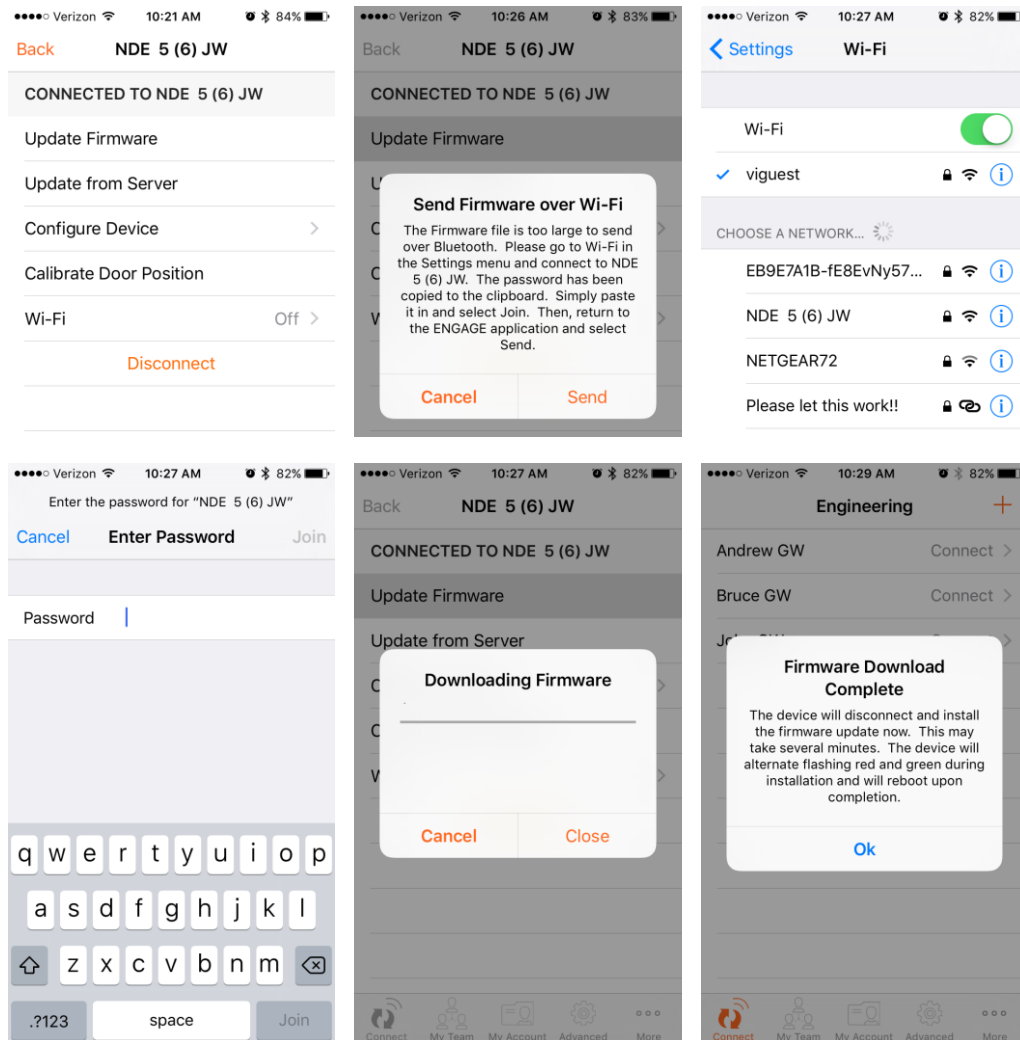 Verizon 10:21 AM 84%
Back NDE 5 (6) JW
CONNECTED TO NDE 5 (6) JW
Update Firmware
Update from Server
Configure Device
Calibrate Door Position
Wi-Fi Off
Disconnect
Verizon 10:26 AM 83%
Back NDE 5 (6) JW
CONNECTED TO NDE 5 (6) JW
Update Firmware
Send Firmware over Wi-Fi
The Firmware file is too large to send
over Bluetooth. Please go to Wi-Fi in
the Settings menu and connect to NDE
5 (6) JW. The password has been
copied to the clipboard. Simply paste
it in and select Join. Then, return to
the ENGAGE application and select
Send.
Cancel Send
Verizon 10:27 AM 82%
Settings Wi-Fi
Wi-Fi
viguest
CHOOSE A NETWORK...
EB9E7A1B-fE8EvNy57...
NDE 5 (6) JW
NETGEAR72
Please let this work!!
Verizon 10:27 AM 82%
Enter the password for “NDE 5 (6) JW”
Cancel Enter Password Join
Password
q w e r t y u i o p
a s d f g h j k l
z x c v b n m
.?123 space Join
Verizon 10:27 AM 82%
Back NDE 5 (6) JW
CONNECTED TO NDE 5 (6) JW
Update Firmware
Update from Server
Downloading Firmware
Cancel Close
Connect My Team My Account Advanced More
Verizon 10:29 AM 82%
Engineering +
Andrew GW Connect
Bruce GW Connect
Firmware Download
Complete
The device will disconnect and install
the firmware update now. This may
take several minutes. The device will
alternate flashing red and green during
installation and will reboot upon
completion.
Ok
Connect My Team My Account Advanced More